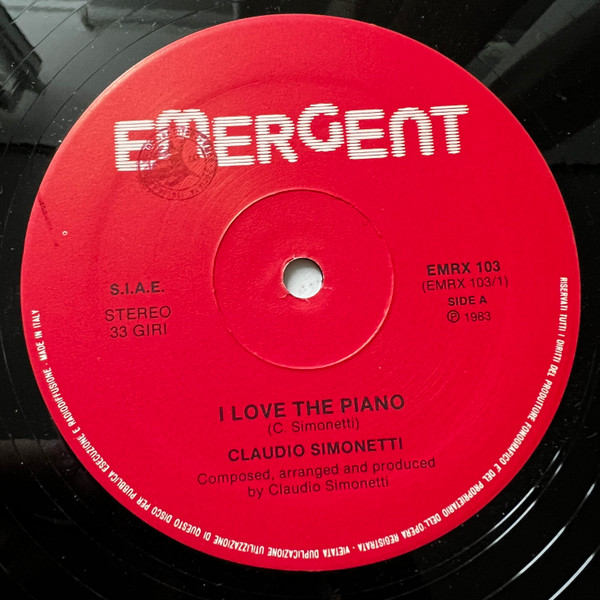 EMERGENT
S.I.A.E.
STEREO
33 GIRI
EMRX 103
(EMRX 103/1)
SIDE A
℗ 1983
I LOVE THE PIANO
(C. Simonetti)
CLAUDIO SIMONETTI
Composed, arranged and produced
by Claudio Simonetti
RISERVATI TUTTI I DIRITTI DEL PRODUTTORE FONOGRAFICO E DEL PROPRIETARIO DELL'OPERA REGISTRATA · VIETATA DUPLICAZIONE UTILIZZAZIONE DI QUESTO DISCO PER PUBBLICA ESECUZIONE E RADIODIFFUSIONE · MADE IN ITALY